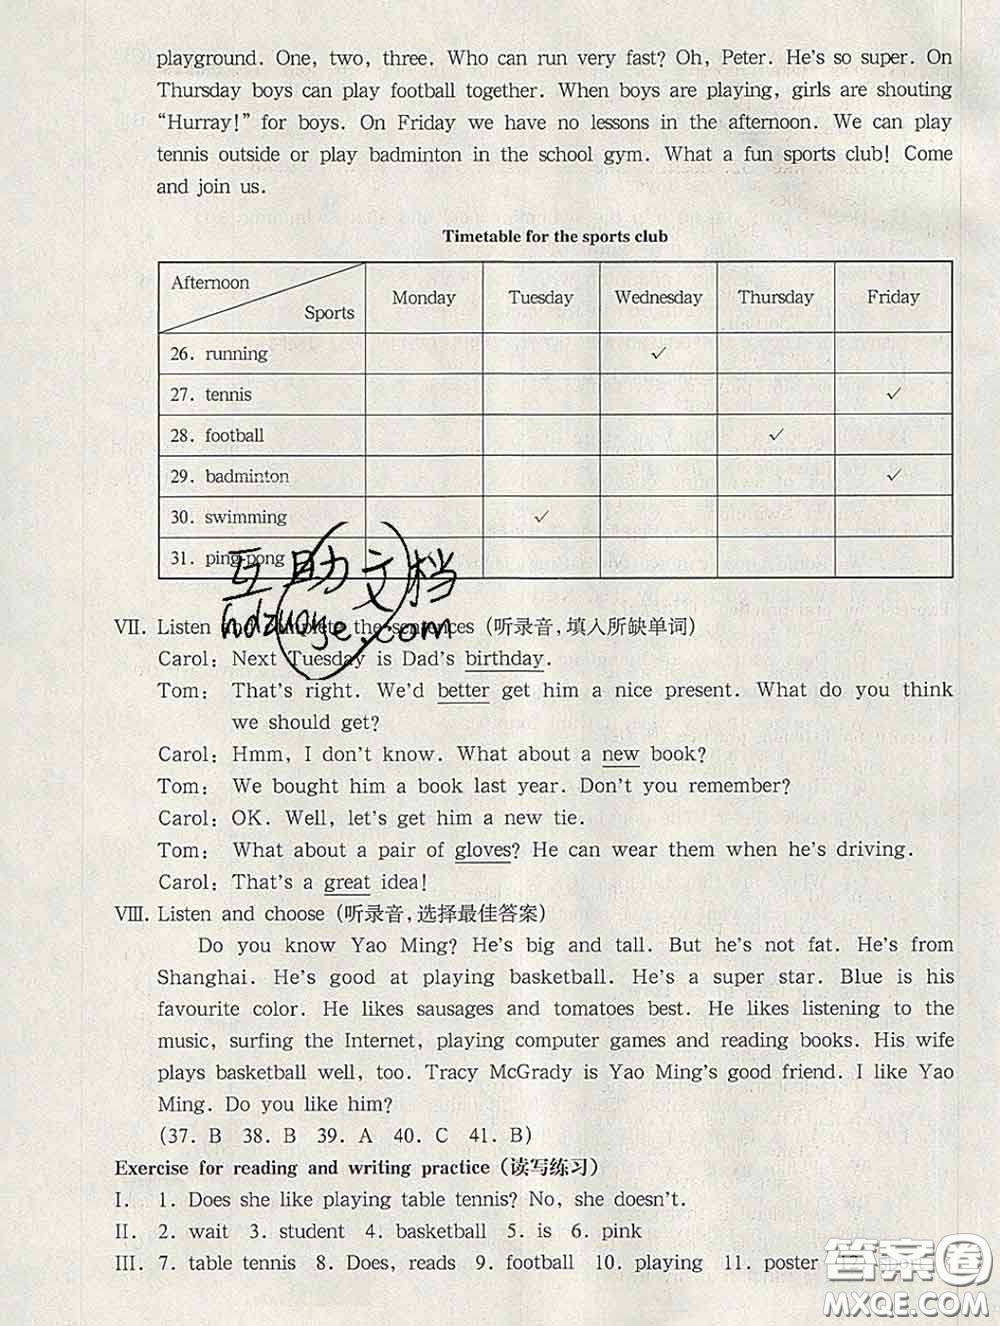 playground. One, two, three. Who can run very fast? Oh, Peter. He's so super. On
Thursday boys can play football together. When boys are playing, girls are shouting
"Hurray!" for boys. On Friday we have no lessons in the afternoon. We can play
tennis outside or play badminton in the school gym. What a fun sports club! Come
and join us.
Timetable for the sports club
Afternoon Sports Monday Tuesday Wednesday Thursday Friday
26. running ✓
27. tennis ✓
28. football ✓
29. badminton ✓
30. swimming ✓
31. ping-pong
互助文档
hdzuoye.com
VII. Listen and complete the sentences (听录音,填入所缺单词)
Carol: Next Tuesday is Dad's birthday.
Tom: That's right. We'd better get him a nice present. What do you think
we should get?
Carol: Hmm, I don't know. What about a new book?
Tom: We bought him a book last year. Don't you remember?
Carol: OK. Well, let's get him a new tie.
Tom: What about a pair of gloves? He can wear them when he's driving.
Carol: That's a great idea!
VIII. Listen and choose (听录音,选择最佳答案)
Do you know Yao Ming? He's big and tall. But he's not fat. He's from
Shanghai. He's good at playing basketball. He's a super star. Blue is his
favourite color. He likes sausages and tomatoes best. He likes listening to the
music, surfing the Internet, playing computer games and reading books. His wife
plays basketball well, too. Tracy McGrady is Yao Ming's good friend. I like Yao
Ming. Do you like him?
(37. B 38. B 39. A 40. C 41. B)
Exercise for reading and writing practice (读写练习)
I. 1. Does she like playing table tennis? No, she doesn't.
II. 2. wait 3. student 4. basketball 5. is 6. pink
III. 7. table tennis 8. Does, reads 9. football 10. playing 11. poster
答案圈
MXQE.COM